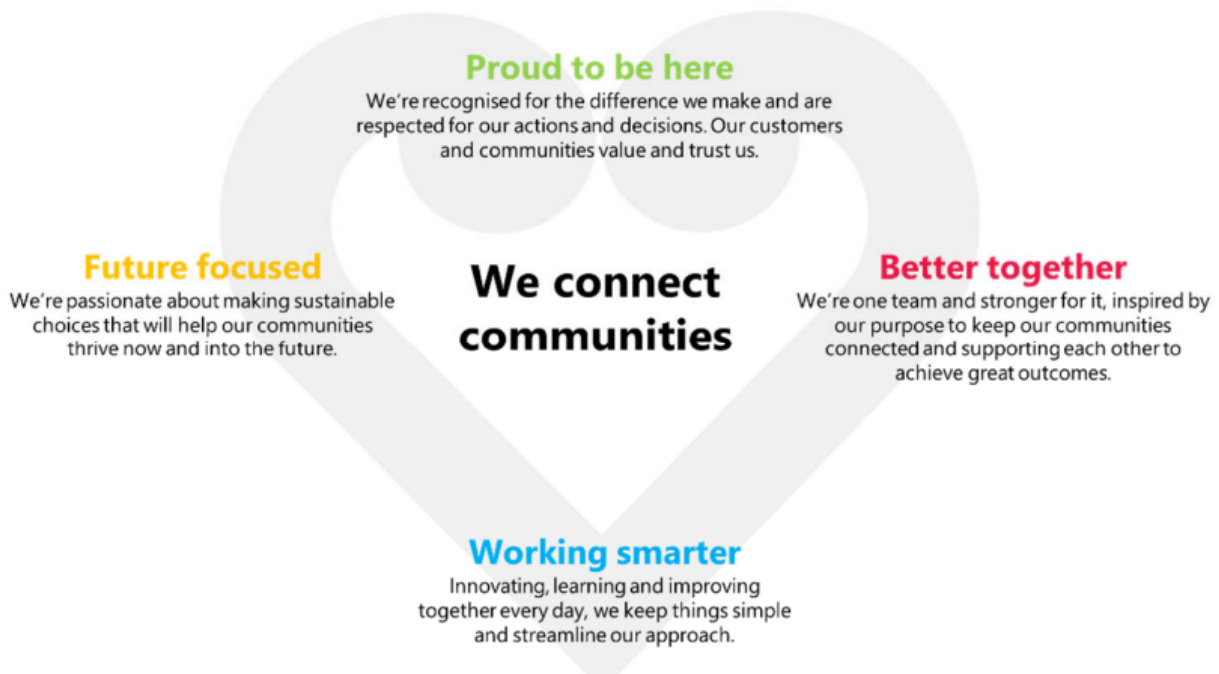 Proud to be here
We're recognised for the difference we make and are
respected for our actions and decisions. Our customers
and communities value and trust us.
Future focused
We're passionate about making sustainable
choices that will help our communities
thrive now and into the future.
We connect
communities
Better together
We're one team and stronger for it, inspired by
our purpose to keep our communities
connected and supporting each other to
achieve great outcomes.
Working smarter
Innovating, learning and improving
together every day, we keep things simple
and streamline our approach.